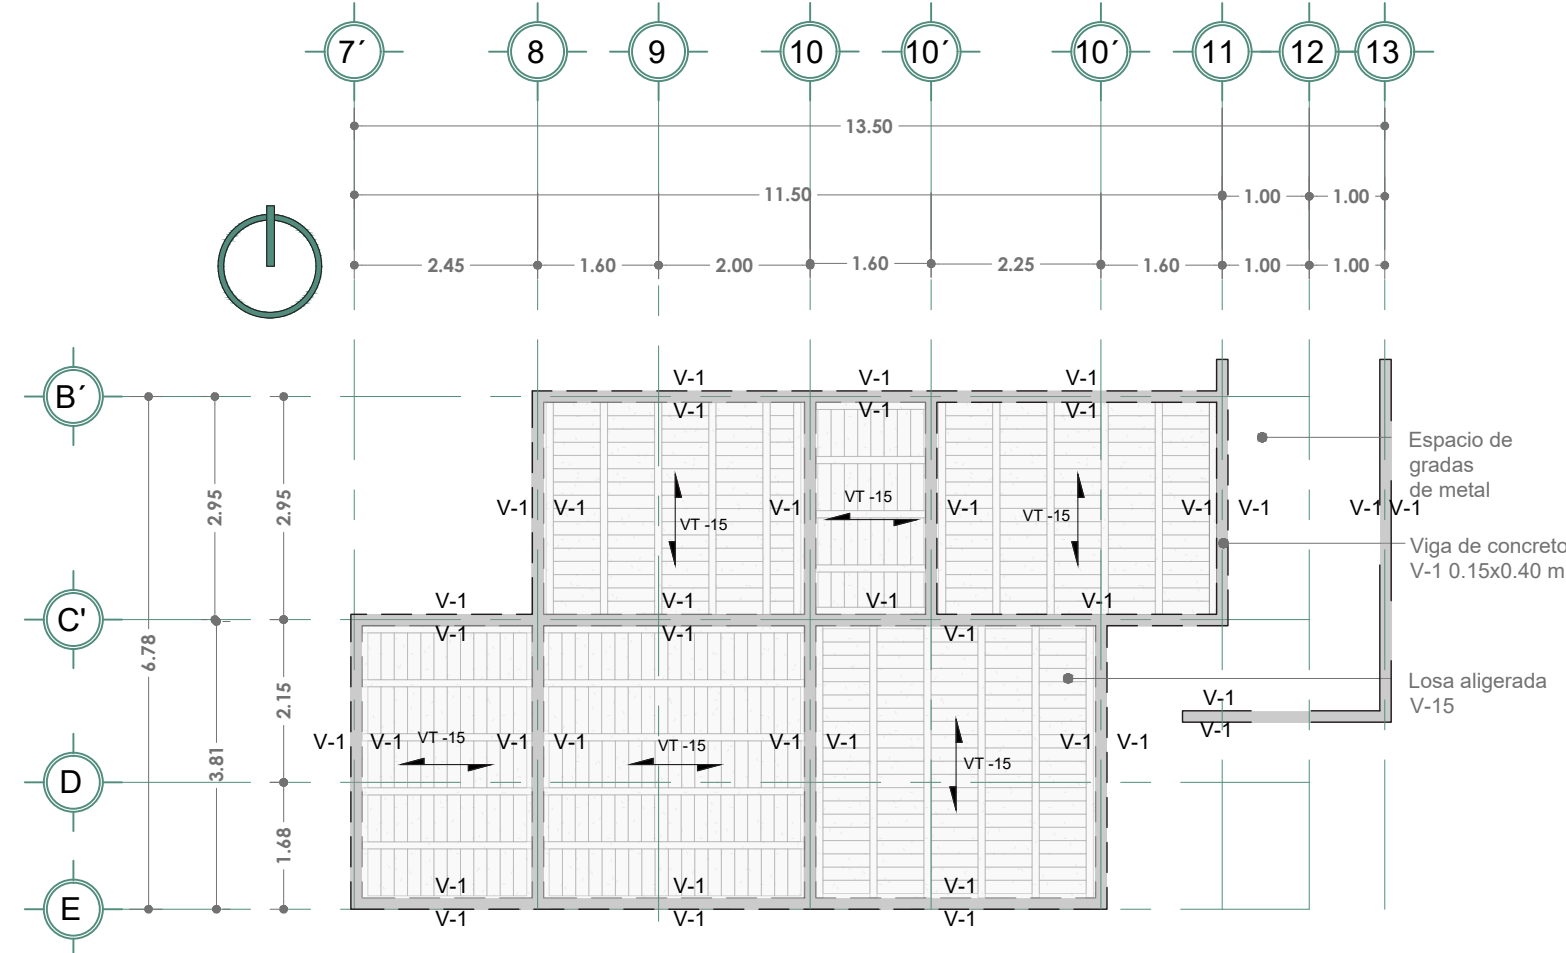 7´ 8 9 10 10´ 10´ 11 12 13
13.50
11.50 1.00 1.00
2.45 1.60 2.00 1.60 2.25 1.60 1.00 1.00
B´
C'
D
E
2.95 2.95
6.78
2.15
3.81
1.68
V-1 V-1 V-1
V-1 V-1 V-1
V-1 V-1 V-1 V-1 V-1 V-1 V-1 V-1
VT -15 VT -15 VT -15
V-1 V-1 V-1 V-1
V-1 V-1 V-1
V-1 V-1 V-1 V-1 V-1 V-1 V-1 V-1
VT -15 VT -15 VT -15
V-1 V-1 V-1
V-1 V-1 V-1
V-1
V-1
Espacio de
gradas
de metal
Viga de concreto
V-1 0.15x0.40 m
Losa aligerada
V-15